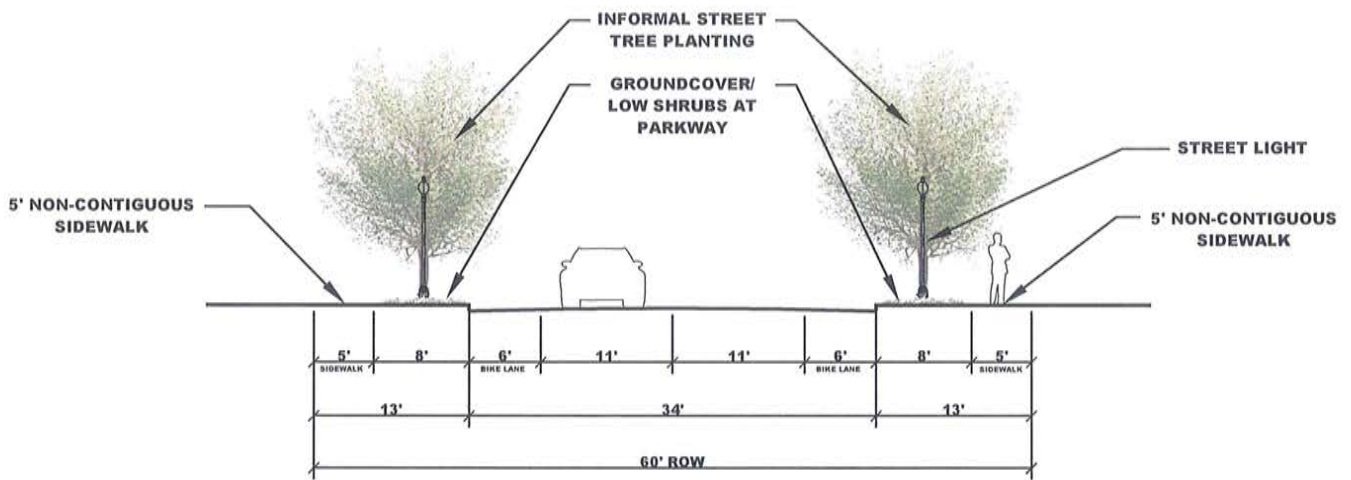 INFORMAL STREET
TREE PLANTING
GROUNDCOVER/
LOW SHRUBS AT
PARKWAY
STREET LIGHT
5' NON-CONTIGUOUS
SIDEWALK
5' NON-CONTIGUOUS
SIDEWALK
5' 8' 6' 11' 11' 6' 8' 5'
SIDEWALK BIKE LANE BIKE LANE SIDEWALK
13' 34' 13'
60' ROW